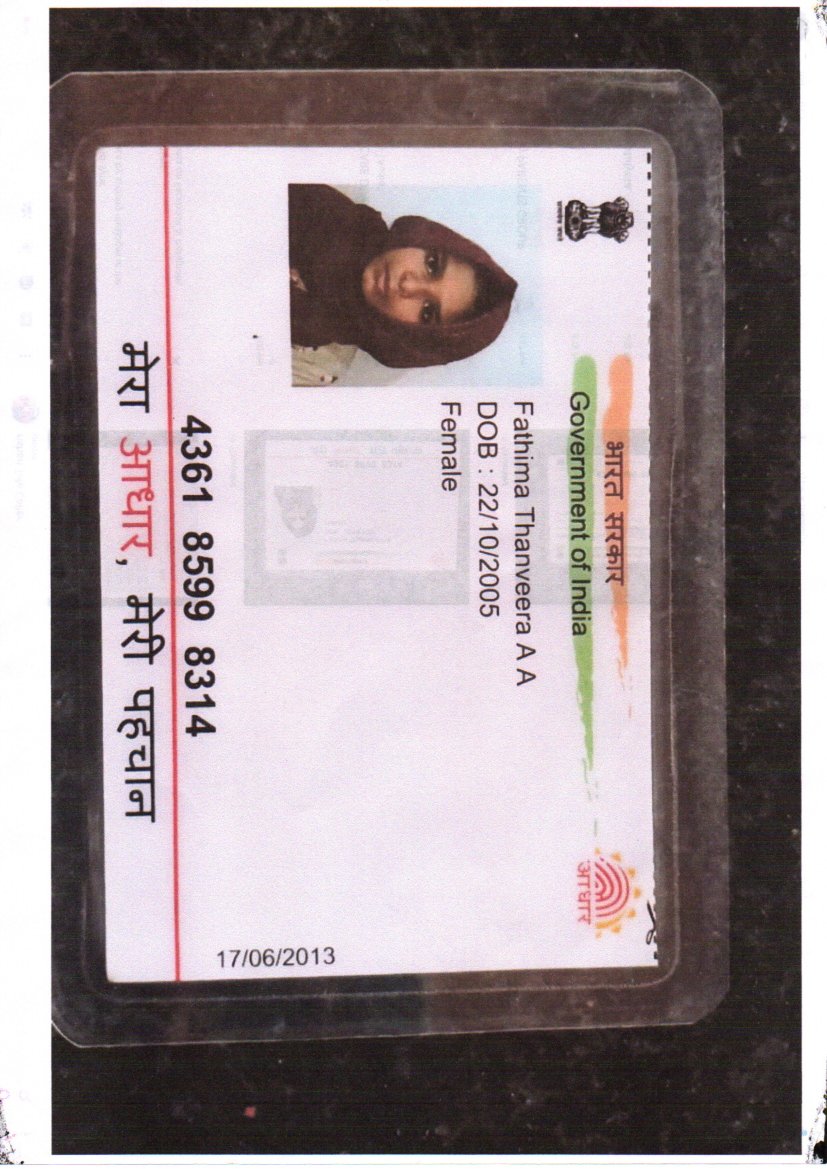 भारत सरकार
Government of India
Fathima Thanveera A A
DOB : 22/10/2005
Female
17/06/2013
4361 8599 8314
मेरा आधार, मेरी पहचान
आधार